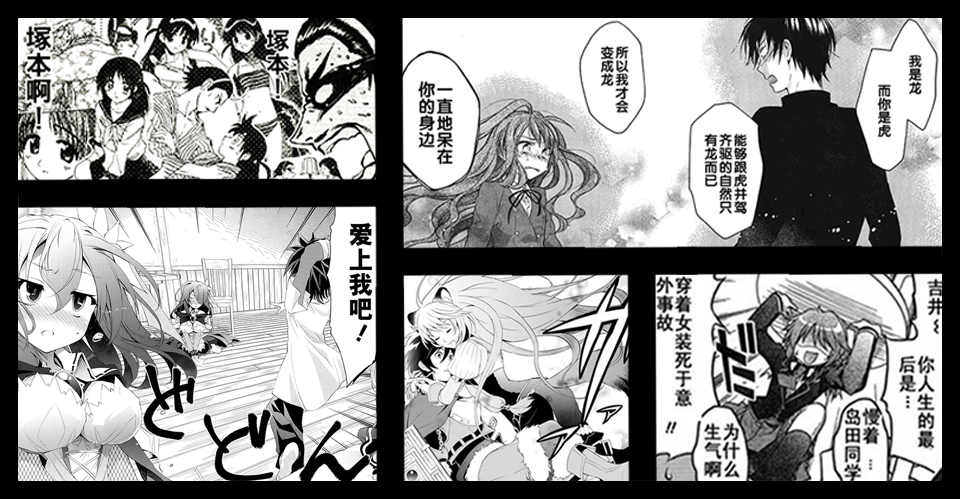 塚本！
塚本啊！
我是龙
而你是虎
能够跟虎并驾
齐驱的自然只
有龙而已
所以我才会
变成龙
一直地呆在
你的身边
爱上我吧！
ど
どん
吉井~
你人生的最
后是…
慢着…
岛田同学
为什么
生气啊
穿着女装死于意
外事故
!!